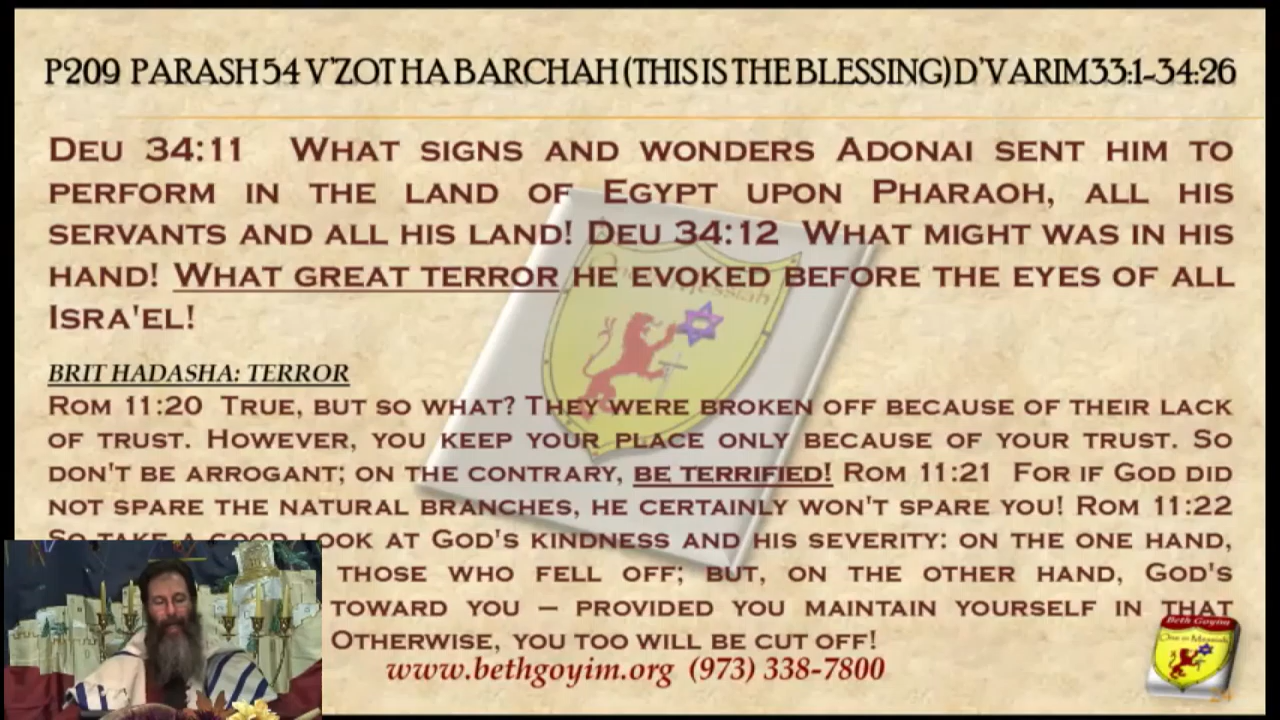 P209 PARASH 54 V'ZOT HA BARCHAH (THIS IS THE BLESSING) D'VARIM 33:1-34:26
DEU 34:11 WHAT SIGNS AND WONDERS ADONAI SENT HIM TO
PERFORM IN THE LAND OF EGYPT UPON PHARAOH, ALL HIS
SERVANTS AND ALL HIS LAND! DEU 34:12 WHAT MIGHT WAS IN HIS
HAND! WHAT GREAT TERROR HE EVOKED BEFORE THE EYES OF ALL
ISRA'EL!
BRIT HADASHA: TERROR
ROM 11:20 TRUE, BUT SO WHAT? THEY WERE BROKEN OFF BECAUSE OF THEIR LACK
OF TRUST. HOWEVER, YOU KEEP YOUR PLACE ONLY BECAUSE OF YOUR TRUST. SO
DON'T BE ARROGANT; ON THE CONTRARY, BE TERRIFIED! ROM 11:21 FOR IF GOD DID
NOT SPARE THE NATURAL BRANCHES, HE CERTAINLY WON'T SPARE YOU! ROM 11:22
SO TAKE A GOOD LOOK AT GOD'S KINDNESS AND HIS SEVERITY: ON THE ONE HAND,
THOSE WHO FELL OFF; BUT, ON THE OTHER HAND, GOD'S
TOWARD YOU — PROVIDED YOU MAINTAIN YOURSELF IN THAT
OTHERWISE, YOU TOO WILL BE CUT OFF!
www.bethgoyim.org (973) 338-7800
Beth Goyim
One in Messiah